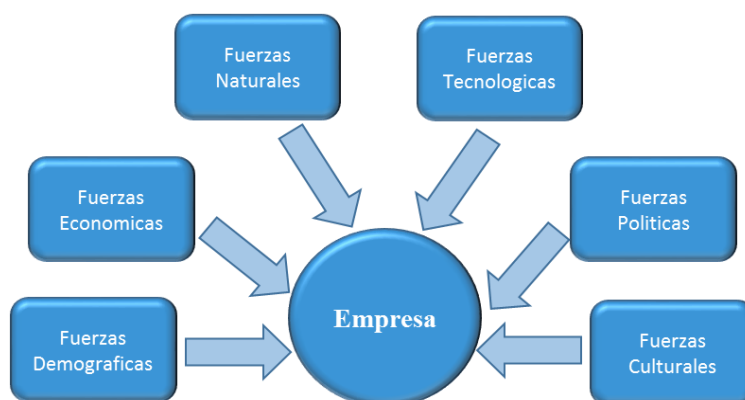 Fuerzas
Naturales
Fuerzas
Tecnologicas
Fuerzas
Economicas
Fuerzas
Politicas
Empresa
Fuerzas
Demograficas
Fuerzas
Culturales